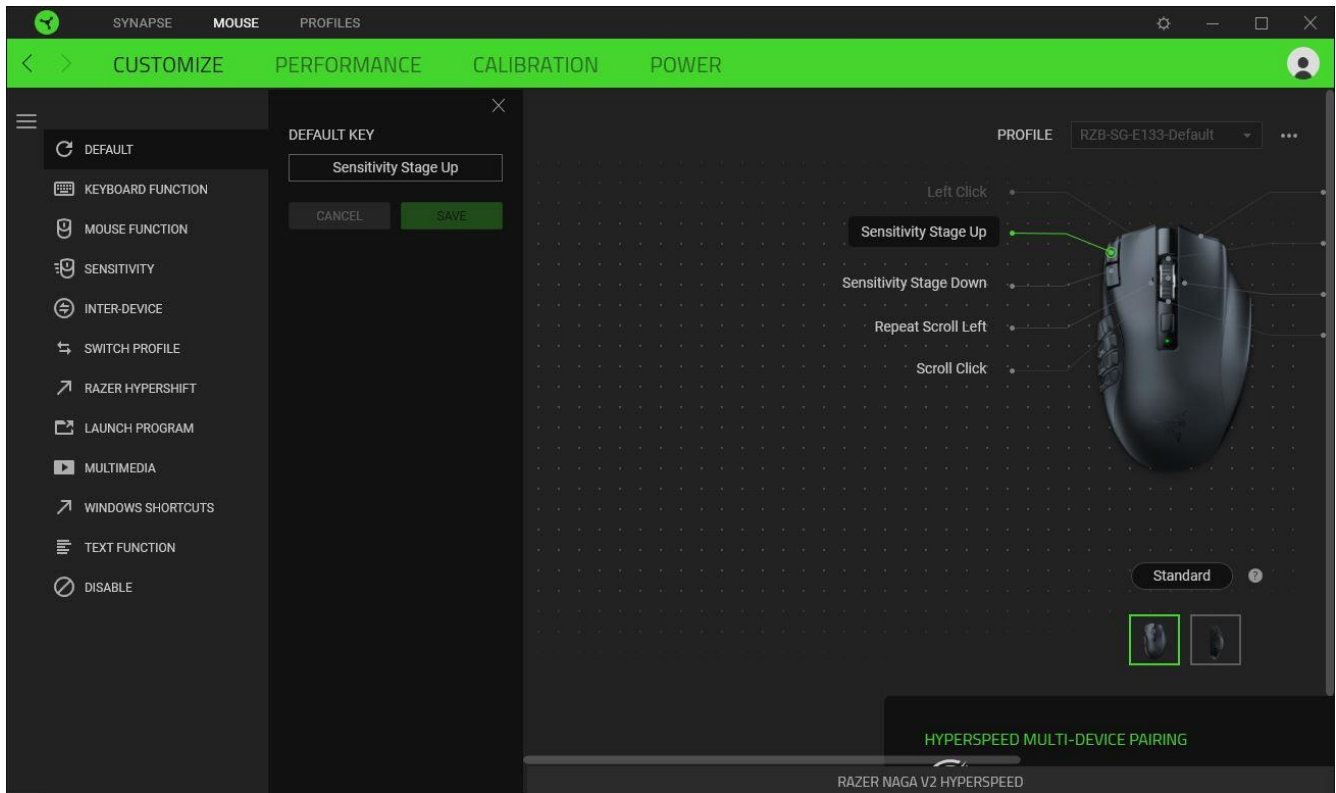 SYNAPSE MOUSE PROFILES
CUSTOMIZE PERFORMANCE CALIBRATION POWER
DEFAULT
KEYBOARD FUNCTION
MOUSE FUNCTION
SENSITIVITY
INTER-DEVICE
SWITCH PROFILE
RAZER HYPERSHIFT
LAUNCH PROGRAM
MULTIMEDIA
WINDOWS SHORTCUTS
TEXT FUNCTION
DISABLE
DEFAULT KEY
Sensitivity Stage Up
CANCEL SAVE
PROFILE RZB-SG-E133-Default
Left Click
Sensitivity Stage Up
Sensitivity Stage Down
Repeat Scroll Left
Scroll Click
Standard ?
HYPERSPEED MULTI-DEVICE PAIRING
RAZER NAGA V2 HYPERSPEED